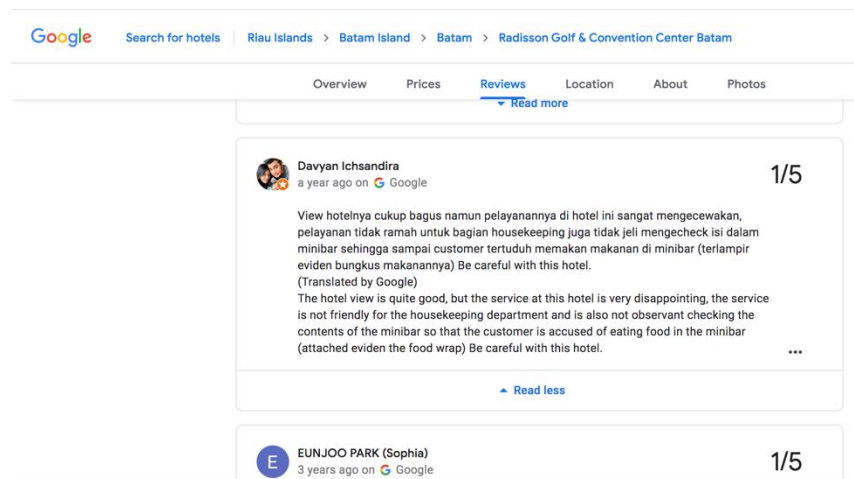 Google Search for hotels Riau Islands > Batam Island > Batam > Radisson Golf & Convention Center Batam
Overview Prices Reviews Location About Photos
Read more
Davyan Ichsandira 1/5
a year ago on Google
View hotelnya cukup bagus namun pelayanannya di hotel ini sangat mengecewakan,
pelayanan tidak ramah untuk bagian housekeeping juga tidak jeli mengecheck isi dalam
minibar sehingga sampai customer tertuduh memakan makanan di minibar (terlampir
eviden bungkus makanannya) Be careful with this hotel.
(Translated by Google)
The hotel view is quite good, but the service at this hotel is very disappointing, the service
is not friendly for the housekeeping department and is also not observant checking the
contents of the minibar so that the customer is accused of eating food in the minibar
(attached eviden the food wrap) Be careful with this hotel.
Read less
E EUNJOO PARK (Sophia) 1/5
3 years ago on Google